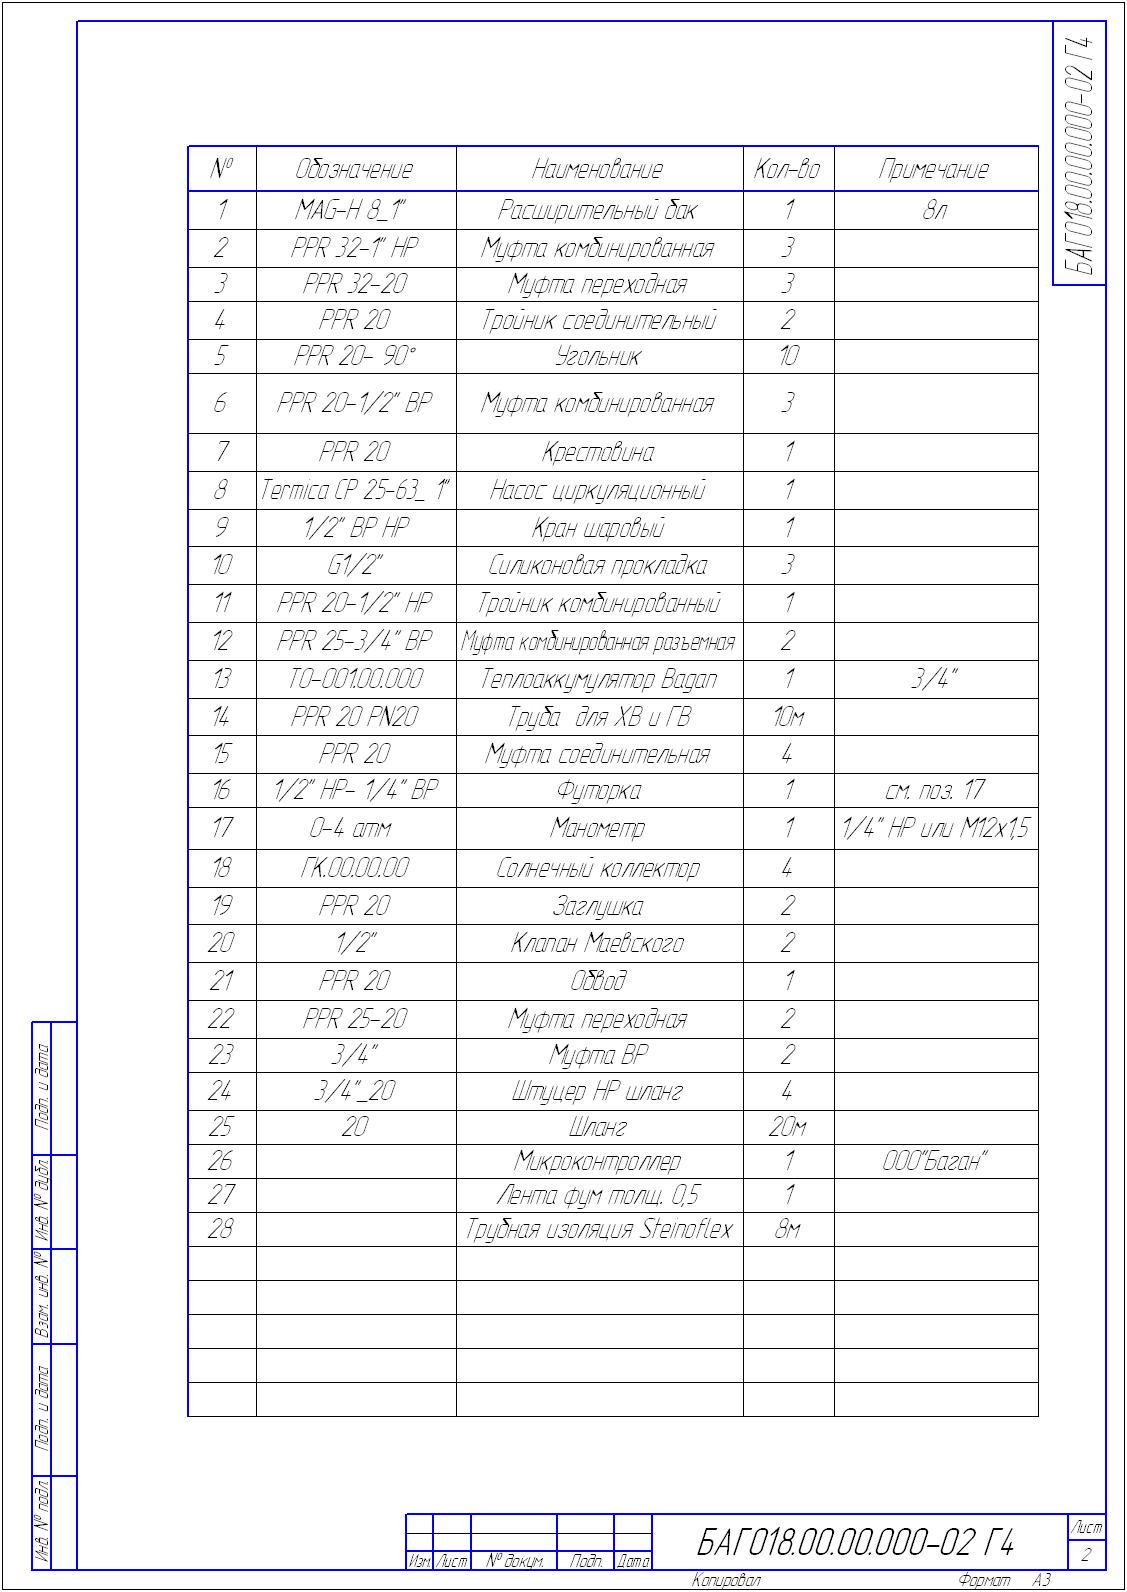 БАГ018.00.00.000-02 Г4
№ Обозначение Наименование Кол-во Примечание
1 MAG-H 8_1" Расширительный бак 1 8л
2 PPR 32-1" НР Муфта комбинированная 3
3 PPR 32-20 Муфта переходная 3
4 PPR 20 Тройник соединительный 2
5 PPR 20- 90° Угольник 10
6 PPR 20-1/2" ВР Муфта комбинированная 3
7 PPR 20 Крестовина 1
8 Termica CP 25-63_ 1" Насос циркуляционный 1
9 1/2" ВР НР Кран шаровый 1
10 G1/2" Силиконовая прокладка 3
11 PPR 20-1/2" НР Тройник комбинированный 1
12 PPR 25-3/4" ВР Муфта комбинированная разъемная 2
13 ТО-001.00.000 Теплоаккумулятор Bagan 1 3/4"
14 PPR 20 PN20 Труба для ХВ и ГВ 10м
15 PPR 20 Муфта соединительная 4
16 1/2" НР- 1/4" ВР Футорка 1 см. поз. 17
17 0-4 атм Манометр 1 1/4" НР или М12х1,5
18 ГК.00.00.00 Солнечный коллектор 4
19 PPR 20 Заглушка 2
20 1/2" Клапан Маевского 2
21 PPR 20 Обвод 1
22 PPR 25-20 Муфта переходная 2
23 3/4" Муфта ВР 2
24 3/4"_20 Штуцер НР шланг 4
25 20 Шланг 20м
26 Микроконтроллер 1 ООО"Баган"
27 Лента фум толщ. 0,5 1
28 Трубная изоляция Steinoflex 8м
Подп. и дата
Инв. № дубл.
Взам. инв. №
Подп. и дата
Инв. № подл.
Изм. Лист № докум. Подп. Дата
БАГ018.00.00.000-02 Г4
Лист
2
Копировал Формат А3